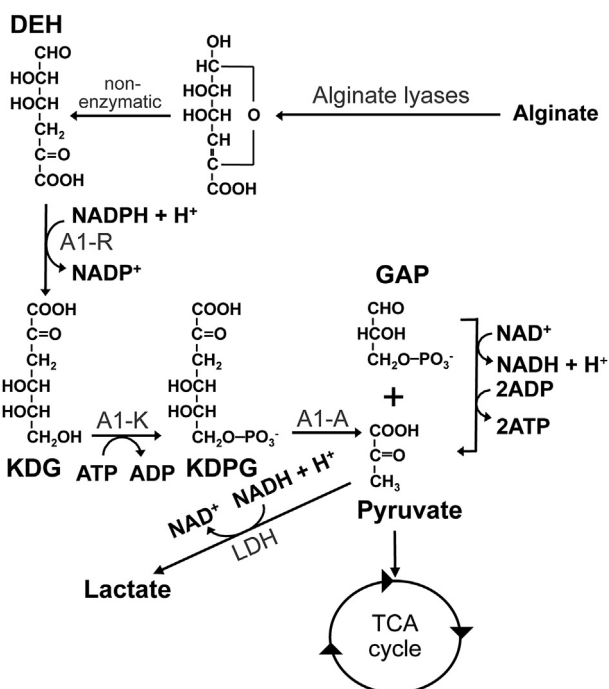 DEH
CHO
HOCH
HOCH
CH₂
C=O
COOH
non-
enzymatic
OH
HC
HOCH
HOCH
CH
C
COOH
O
Alginate lyases
Alginate
NADPH + H⁺
A1-R
NADP⁺
COOH
C=O
CH₂
HOCH
HOCH
CH₂OH
KDG
A1-K
ATP ADP
COOH
C=O
CH₂
HOCH
HOCH
CH₂O–PO₃⁻
KDPG
A1-A
GAP
CHO
HCOH
CH₂O–PO₃⁻
+
COOH
C=O
CH₃
Pyruvate
NAD⁺
NADH + H⁺
2ADP
2ATP
NAD⁺ NADH + H⁺
LDH
Lactate
TCA
cycle